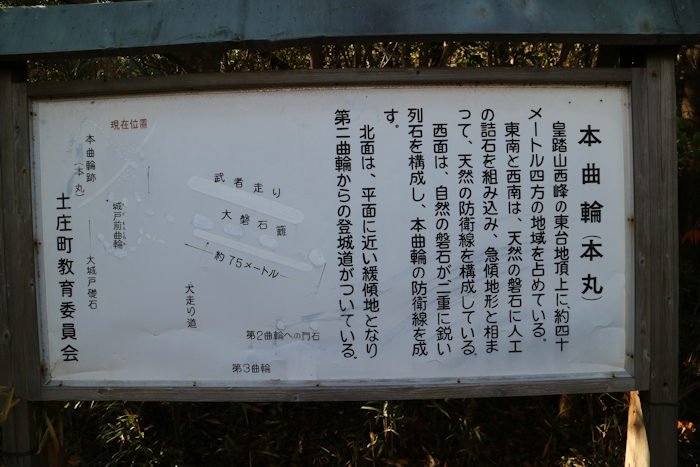 本曲輪(本丸)
皇踏山西峰の東台地頂上に約四十
メートル四方の地域を占めている。
東南と西南は、天然の磐石に人工
の詰石を組み込み、急傾地形と相ま
って、天然の防衛線を構成している。
西面は、自然の磐石が二重に鋭い
列石を構成し、本曲輪の防衛線を成
す。
北面は、平面に近い緩傾地となり
第二曲輪からの登城道がついている。
武者走り
大磐石籠
約75メートル
犬走り道
第2曲輪への門石
第3曲輪
現在位置
本曲輪跡
(本丸)
城戸前曲輪
大城戸礎石
土庄町教育委員会